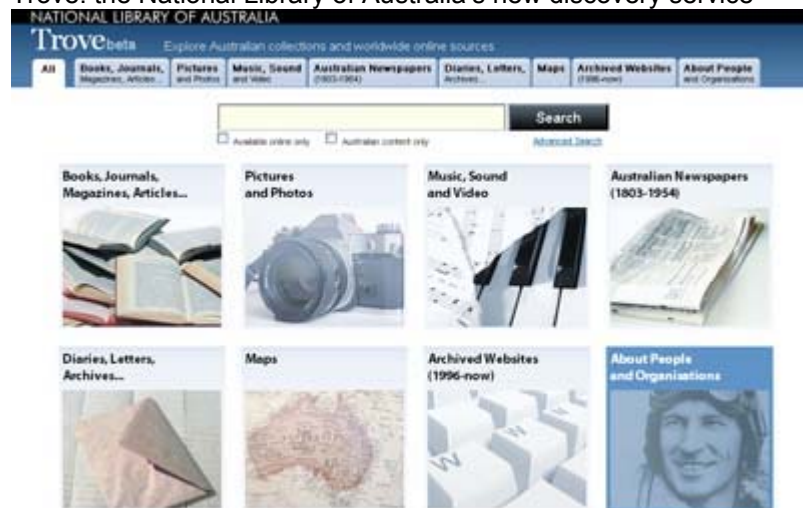 Trove: the National Library of Australia's new discovery service
NATIONAL LIBRARY OF AUSTRALIA
Trove beta Explore Australian collections and worldwide online sources
All Books, Journals, Pictures Music, Sound Australian Newspapers Diaries, Letters, Maps Archived Websites About People
Magazines, Articles... and Photos and Video (1803-1954) Archives... (1996-now) and Organisations
Search
Available online only Australian content only Advanced Search
Books, Journals, Pictures Music, Sound Australian Newspapers
Magazines, Articles... and Photos and Video (1803-1954)
Diaries, Letters, Maps Archived Websites About People
Archives... (1996-now) and Organisations
W W W W